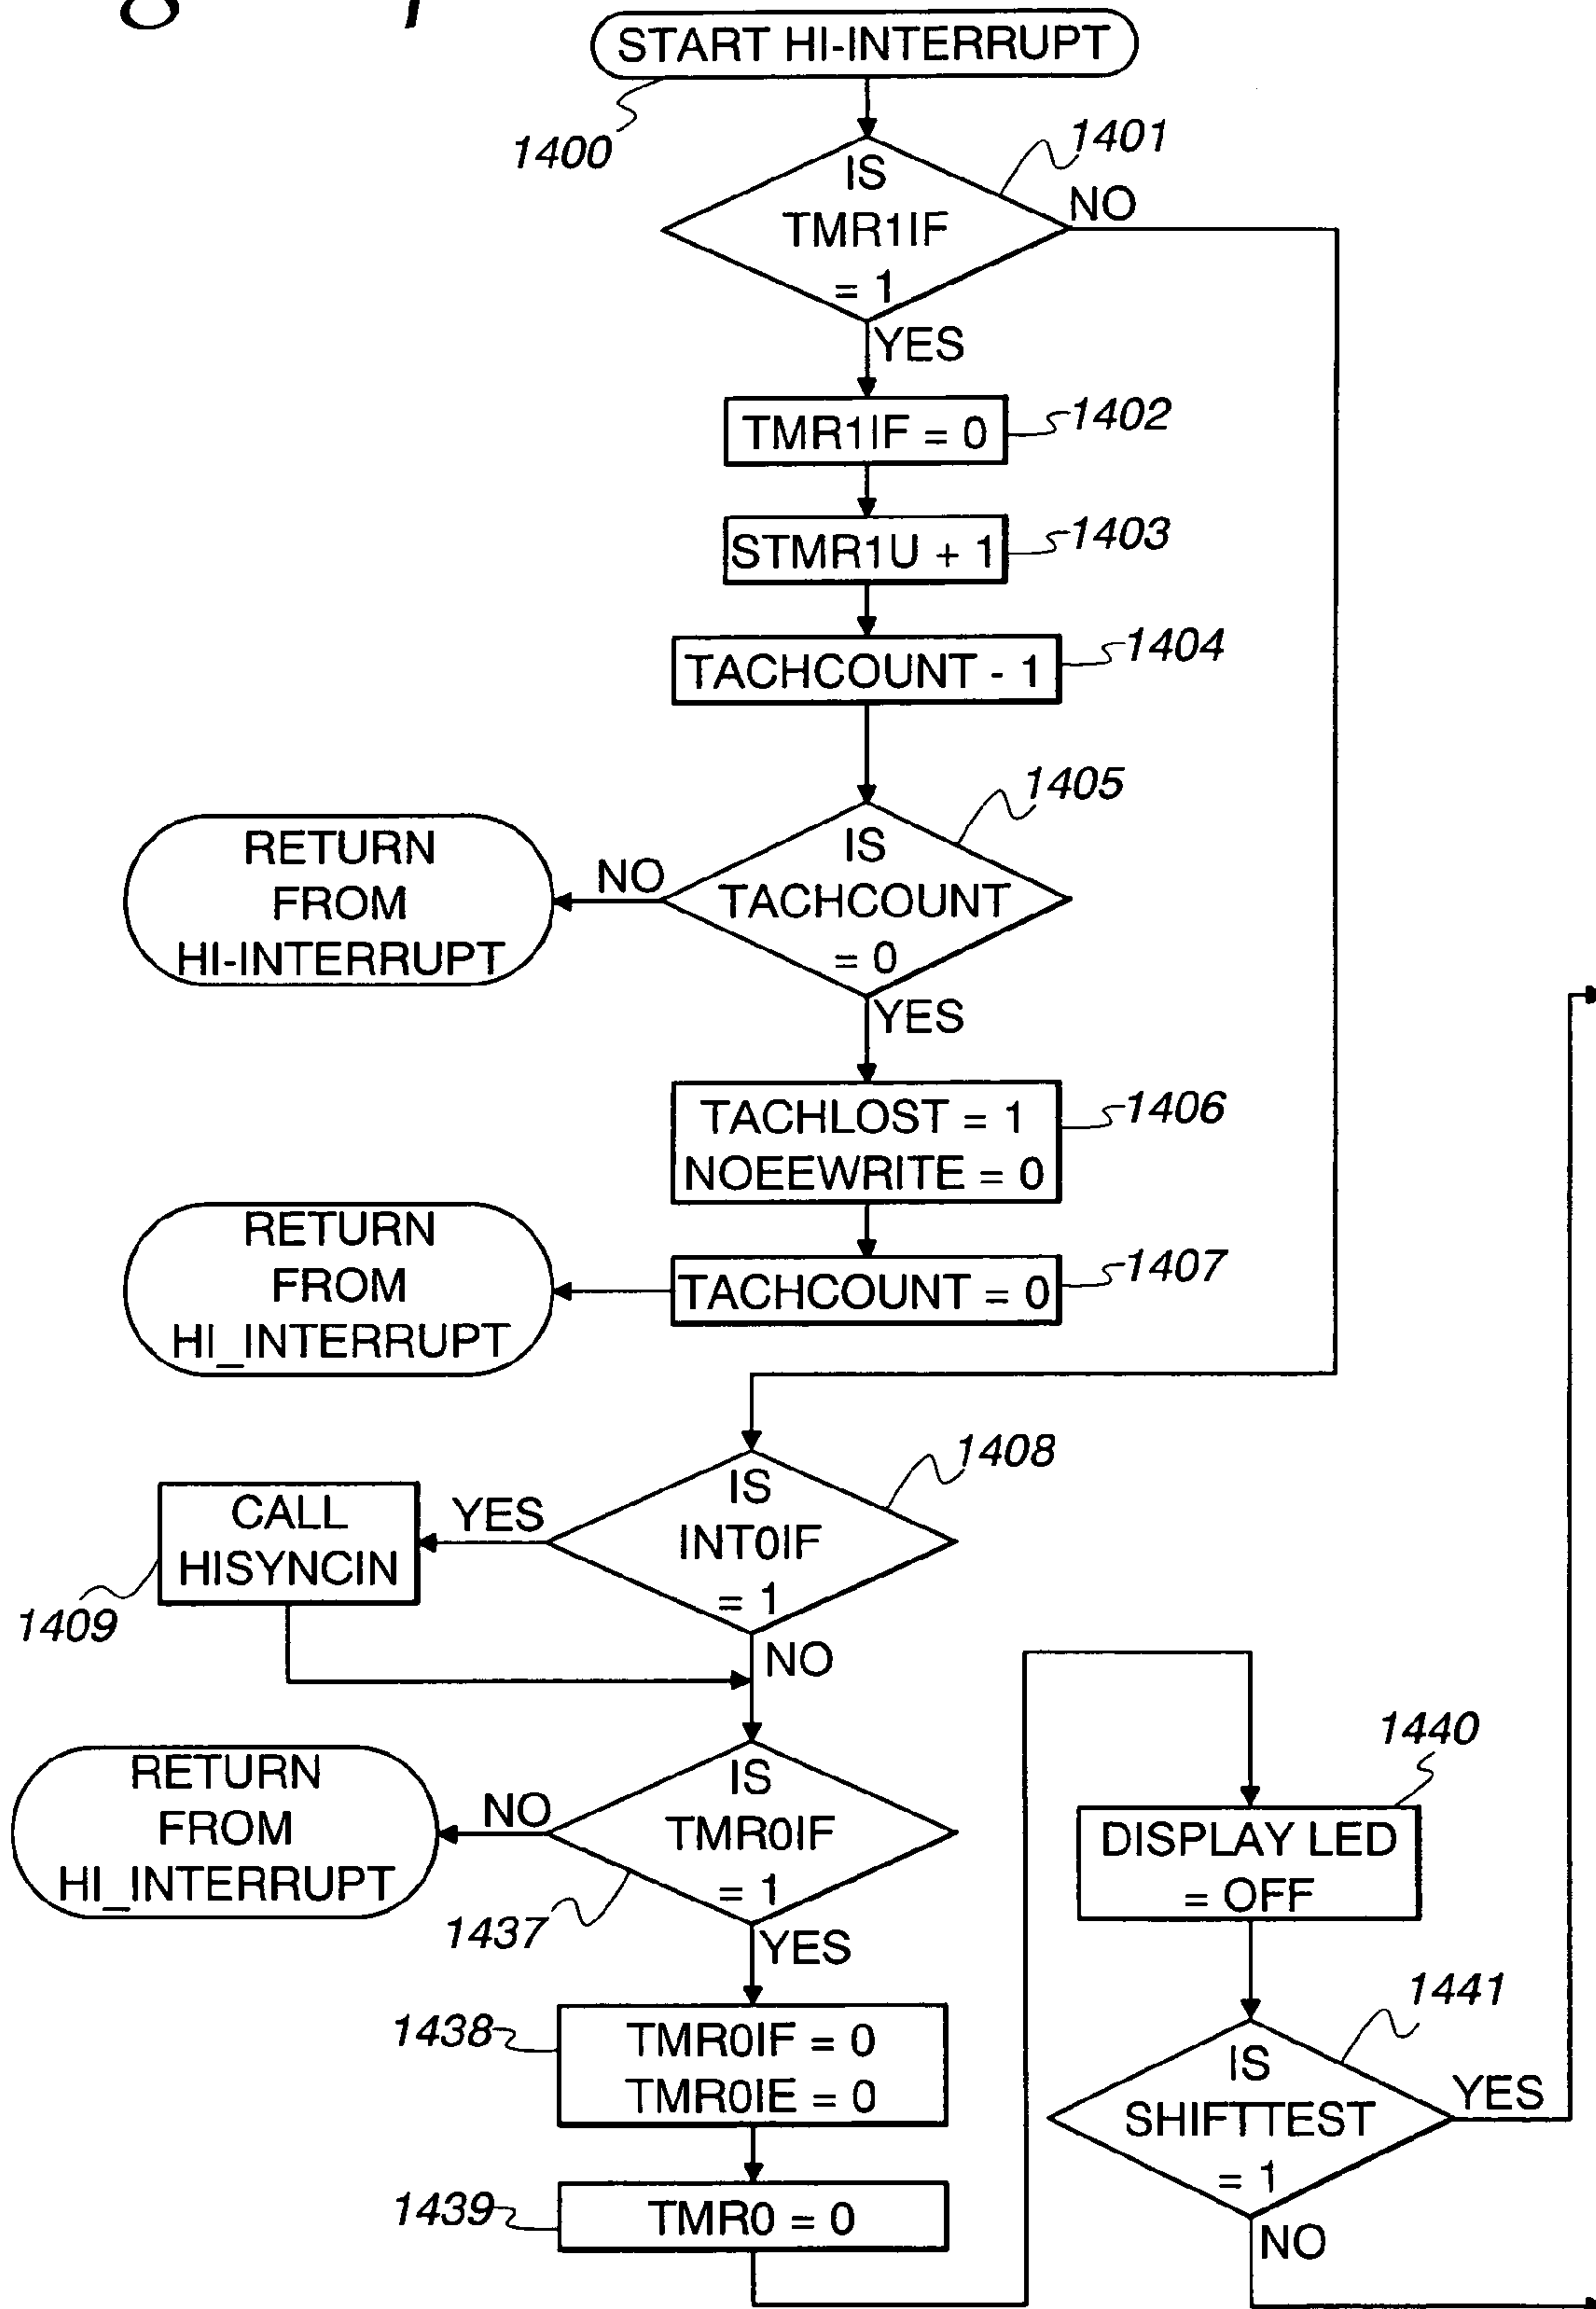 START HI-INTERRUPT
1400
1401
IS
TMR1IF
= 1
NO
YES
TMR1IF = 0
1402
STMR1U + 1
1403
TACHCOUNT - 1
1404
1405
IS
TACHCOUNT
= 0
NO
RETURN
FROM
HI-INTERRUPT
YES
TACHLOST = 1
NOEEWRITE = 0
1406
TACHCOUNT = 0
1407
RETURN
FROM
HI_INTERRUPT
1408
IS
INT0IF
= 1
YES
CALL
HISYNCIN
1409
NO
IS
TMR0IF
= 1
NO
RETURN
FROM
HI_INTERRUPT
1437
YES
1438
TMR0IF = 0
TMR0IE = 0
1439
TMR0 = 0
1440
DISPLAY LED
= OFF
1441
IS
SHIFTTEST
= 1
YES
NO